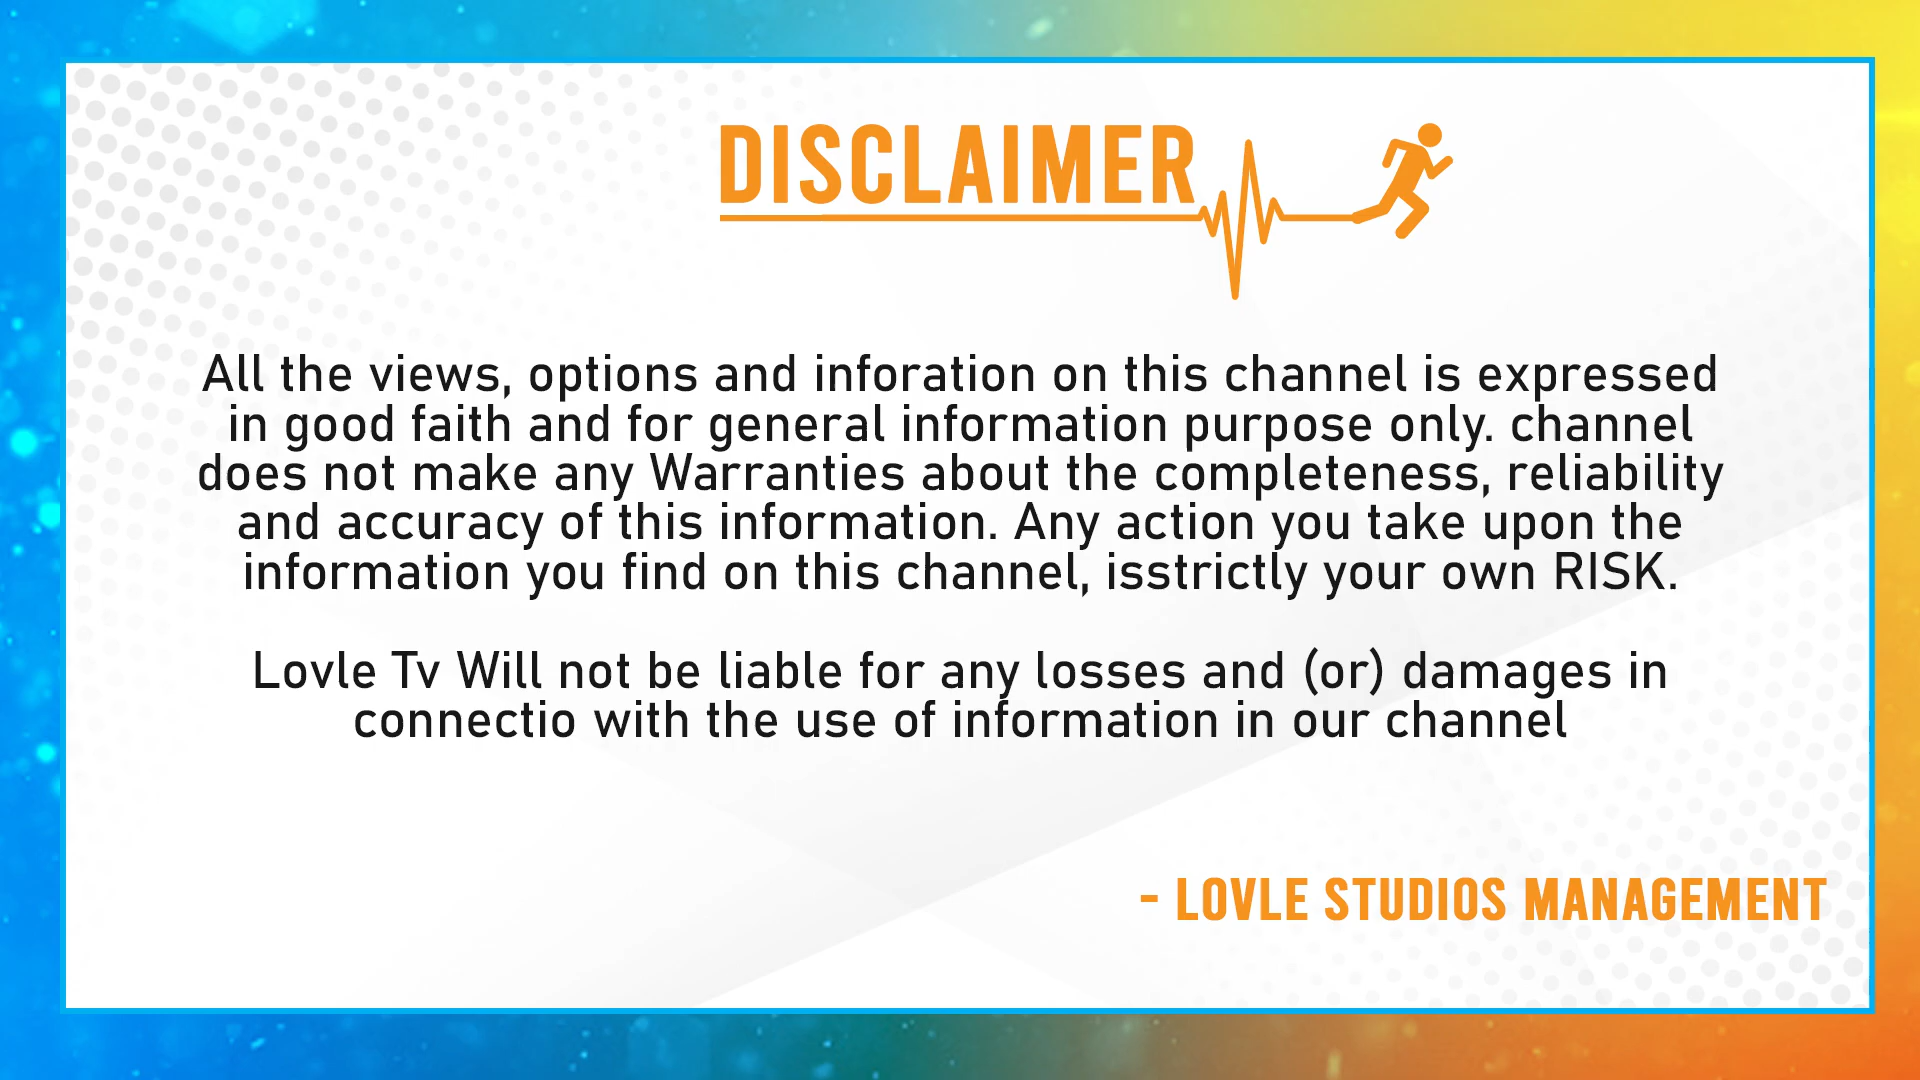 DISCLAIMER
All the views, options and inforation on this channel is expressed
in good faith and for general information purpose only. channel
does not make any Warranties about the completeness, reliability
and accuracy of this information. Any action you take upon the
information you find on this channel, isstrictly your own RISK.
Lovle Tv Will not be liable for any losses and (or) damages in
connectio with the use of information in our channel
- LOVLE STUDIOS MANAGEMENT